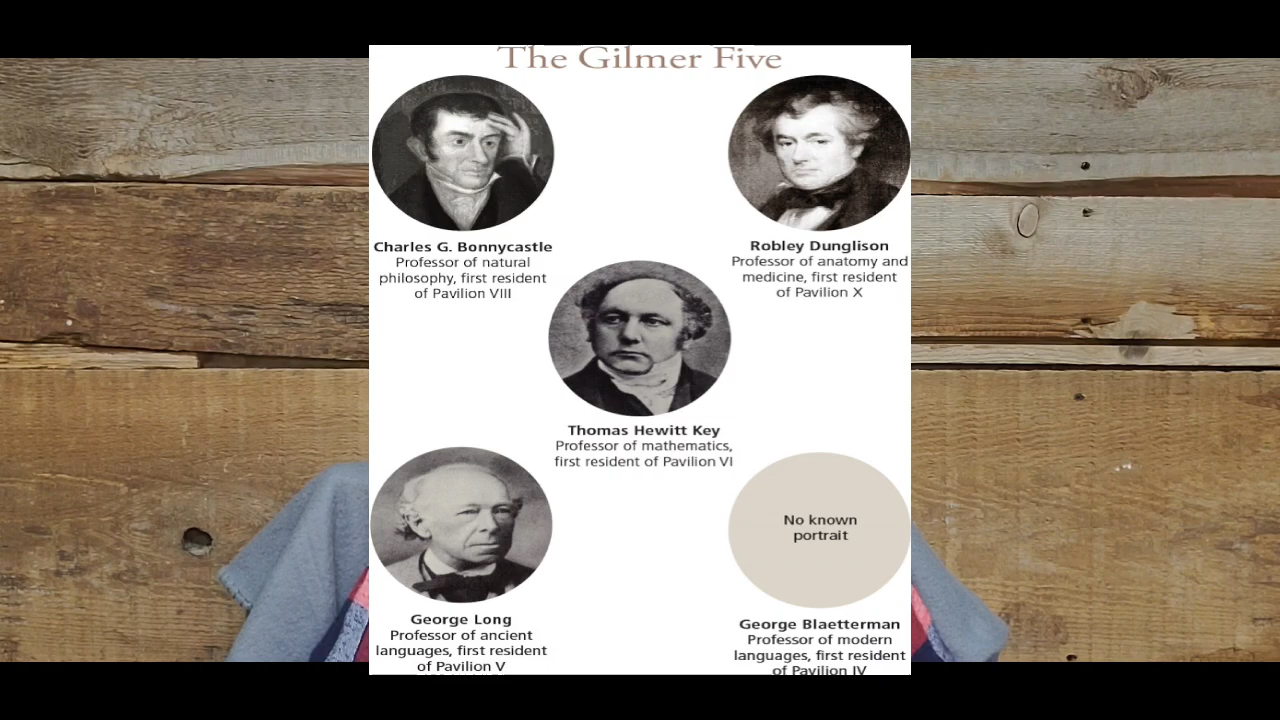 The Gilmer Five
Charles G. Bonnycastle
Professor of natural
philosophy, first resident
of Pavilion VIII
Robley Dunglison
Professor of anatomy and
medicine, first resident
of Pavilion X
Thomas Hewitt Key
Professor of mathematics,
first resident of Pavilion VI
George Long
Professor of ancient
languages, first resident
of Pavilion V
No known
portrait
George Blaetterman
Professor of modern
languages, first resident
of Pavilion IV